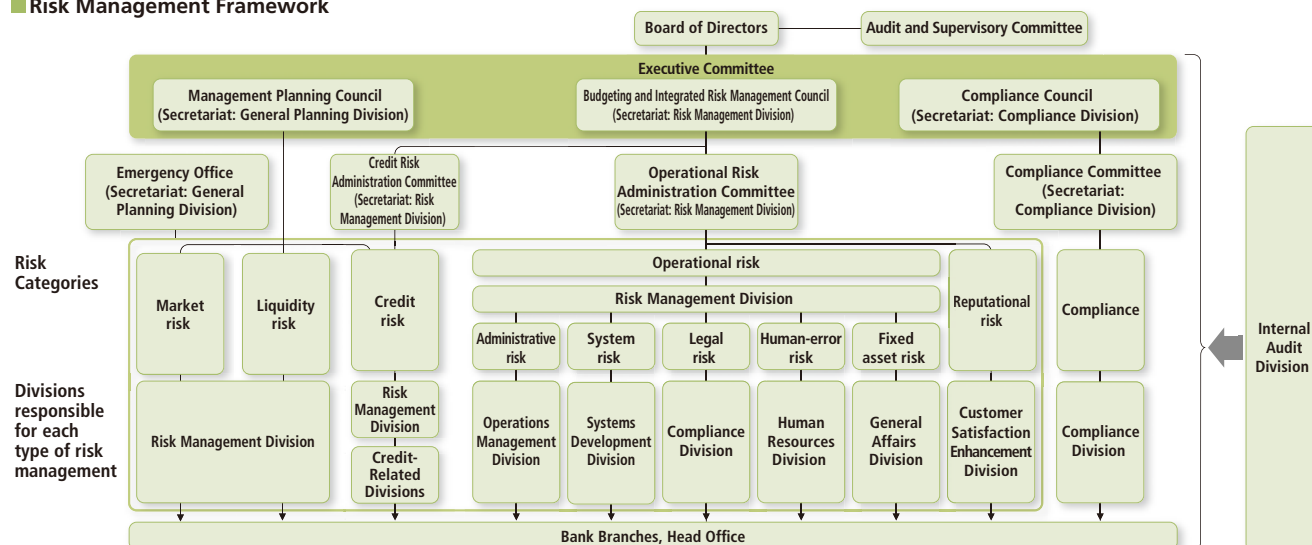 Risk Management Framework
Board of Directors
Audit and Supervisory Committee
Executive Committee
Management Planning Council
(Secretariat: General Planning Division)
Budgeting and Integrated Risk Management Council
(Secretariat: Risk Management Division)
Compliance Council
(Secretariat: Compliance Division)
Emergency Office
(Secretariat: General
Planning Division)
Credit Risk
Administration Committee
(Secretariat: Risk
Management Division)
Operational Risk
Administration Committee
(Secretariat: Risk Management Division)
Compliance Committee
(Secretariat:
Compliance Division)
Risk
Categories
Market
risk
Liquidity
risk
Credit
risk
Operational risk
Risk Management Division
Administrative
risk
System
risk
Legal
risk
Human-error
risk
Fixed
asset risk
Reputational
risk
Compliance
Internal
Audit
Division
Divisions
responsible
for each
type of risk
management
Risk Management Division
Risk
Management
Division
Credit-
Related
Divisions
Operations
Management
Division
Systems
Development
Division
Compliance
Division
Human
Resources
Division
General
Affairs
Division
Customer
Satisfaction
Enhancement
Division
Compliance
Division
Bank Branches, Head Office